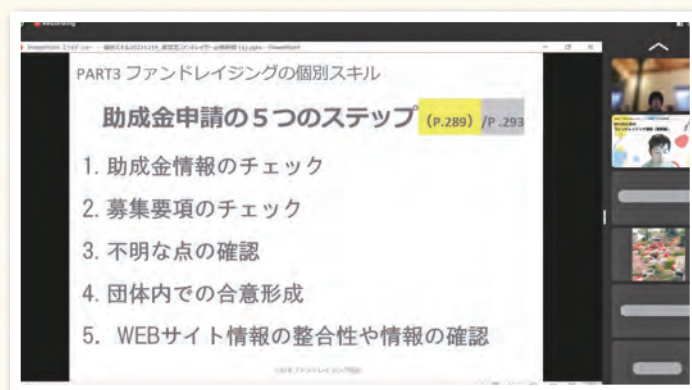 Recording
PART3 ファンドレイジングの個別スキル
助成金申請の５つのステップ (P.289) /P.293
1. 助成金情報のチェック
2. 募集要項のチェック
3. 不明な点の確認
4. 団体内での合意形成
5. WEBサイト情報の整合性や情報の確認